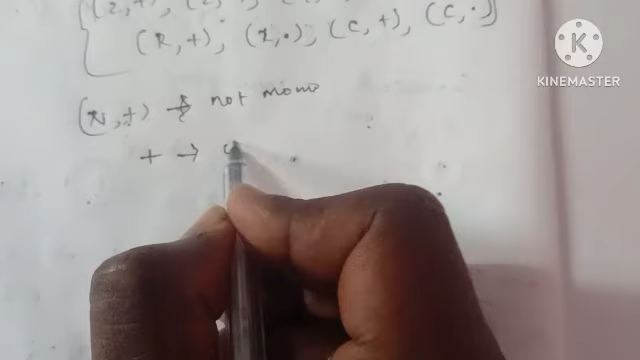 (Z, +), (Z, ·)
(R, +), (R, ·), (C, +), (C, ·)
K
KINEMASTER
(N, +) → not mono
+ →